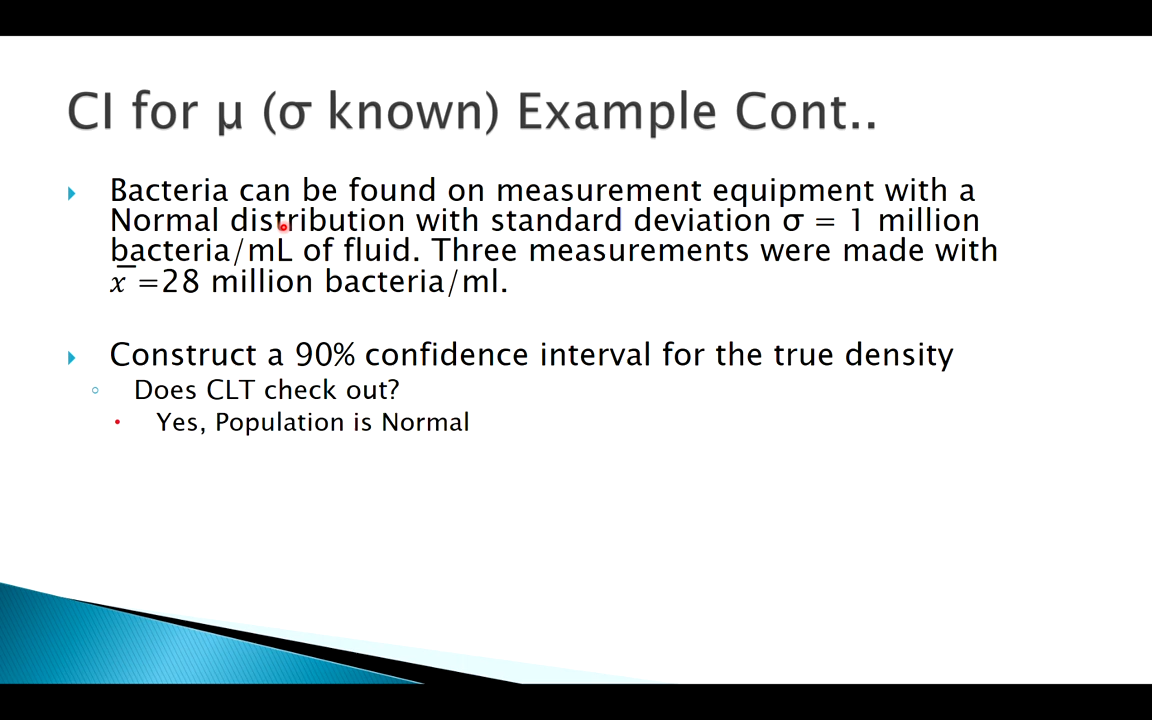 CI for μ (σ known) Example Cont..
Bacteria can be found on measurement equipment with a
Normal distribution with standard deviation σ = 1 million
bacteria/mL of fluid. Three measurements were made with
x̅ =28 million bacteria/ml.
Construct a 90% confidence interval for the true density
Does CLT check out?
Yes, Population is Normal